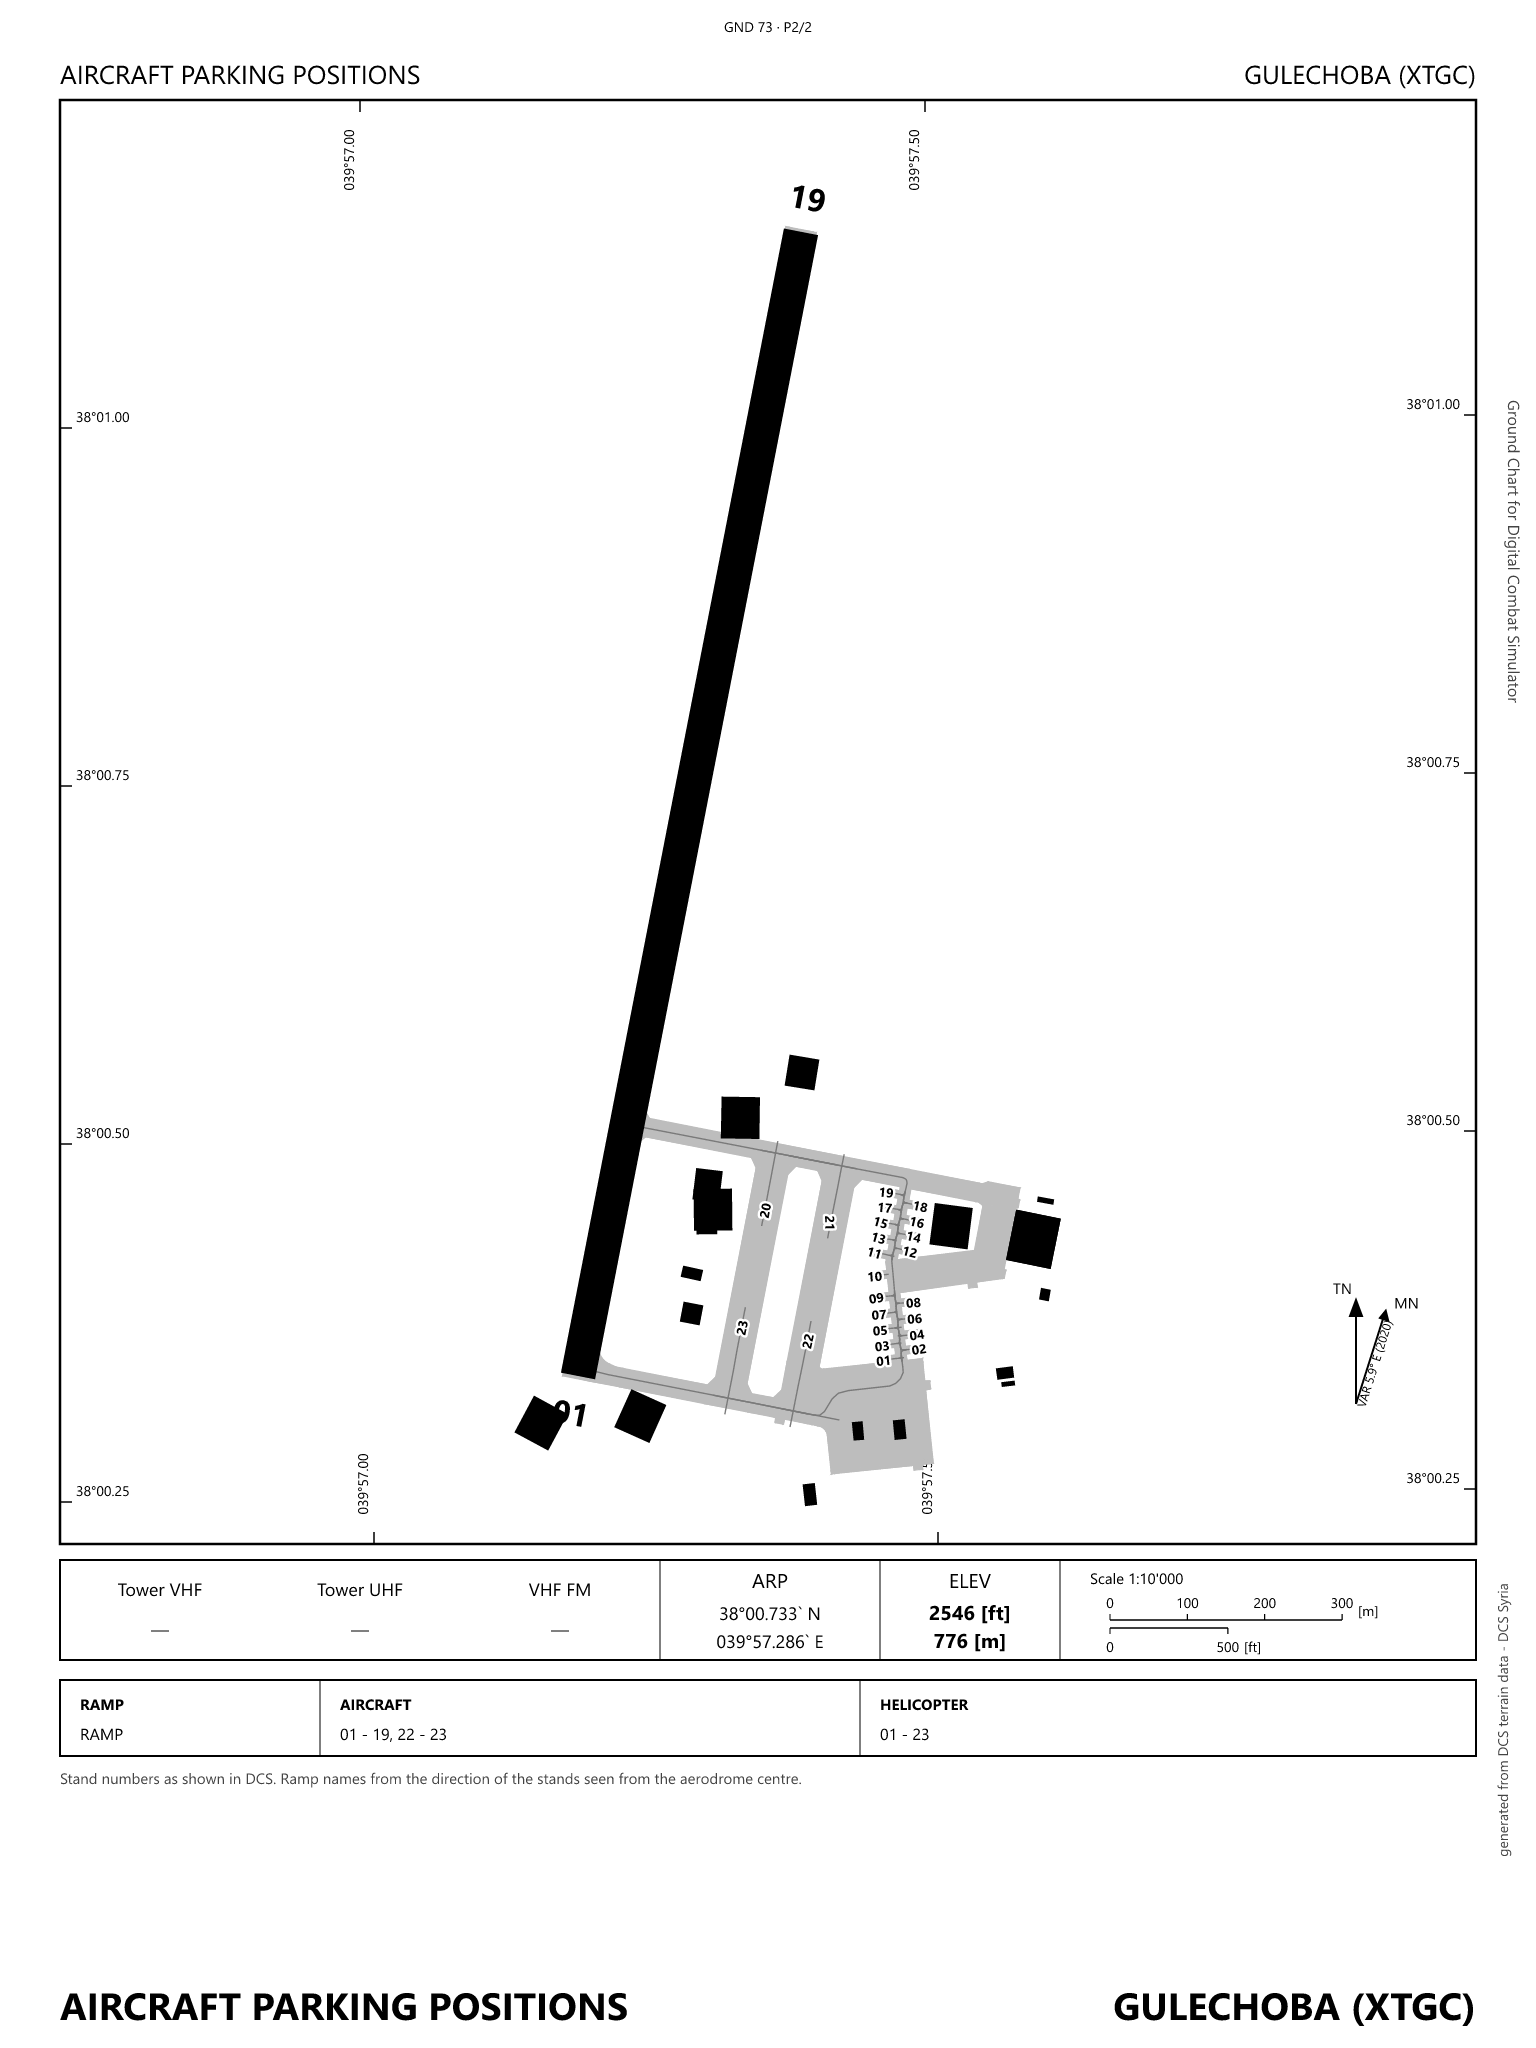 GND 73 · P2/2
AIRCRAFT PARKING POSITIONS
GULECHOBA (XTGC)
039°57.00
039°57.50
19
38°01.00
38°01.00
Ground Chart for Digital Combat Simulator
38°00.75
38°00.75
38°00.50
38°00.50
19
18
17
16
15
14
13
12
11
10
09
08
07
06
05
04
03
02
01
20
21
23
22
TN
MN
VAR 5.9° E (2020)
01
039°57.00
039°57.5
38°00.25
38°00.25
Tower VHF
—
Tower UHF
—
VHF FM
—
ARP
38°00.733` N
039°57.286` E
ELEV
2546 [ft]
776 [m]
Scale 1:10'000
0 100 200 300 [m]
0 500 [ft]
generated from DCS terrain data - DCS Syria
RAMP
RAMP
AIRCRAFT
01 - 19, 22 - 23
HELICOPTER
01 - 23
Stand numbers as shown in DCS. Ramp names from the direction of the stands seen from the aerodrome centre.
AIRCRAFT PARKING POSITIONS
GULECHOBA (XTGC)